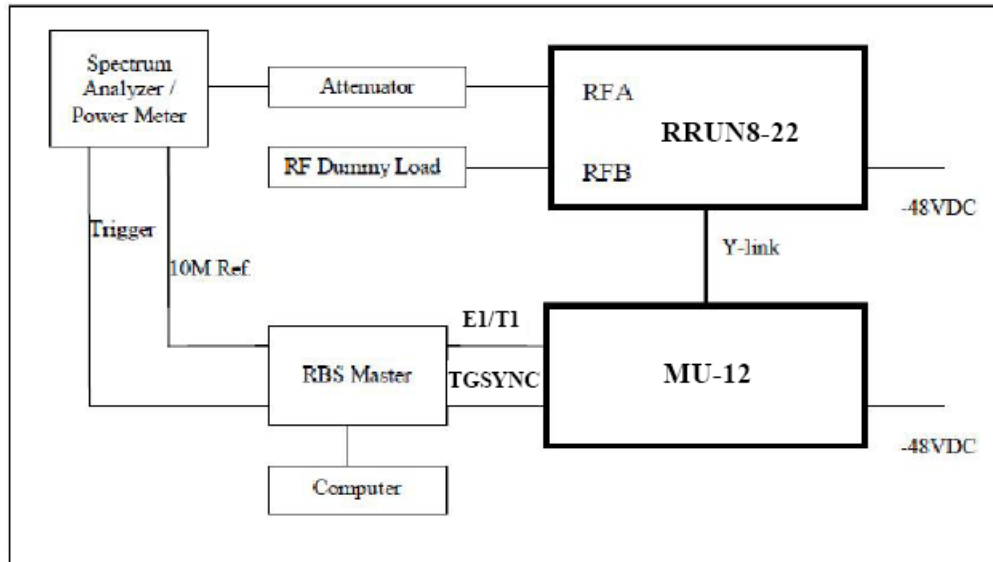 Spectrum
Analyzer /
Power Meter
Attenuator
RFA
RRUN8-22
RF Dummy Load
RFB
-48VDC
Trigger
Y-link
10M Ref.
E1/T1
RBS Master
TGSYNC
MU-12
-48VDC
Computer